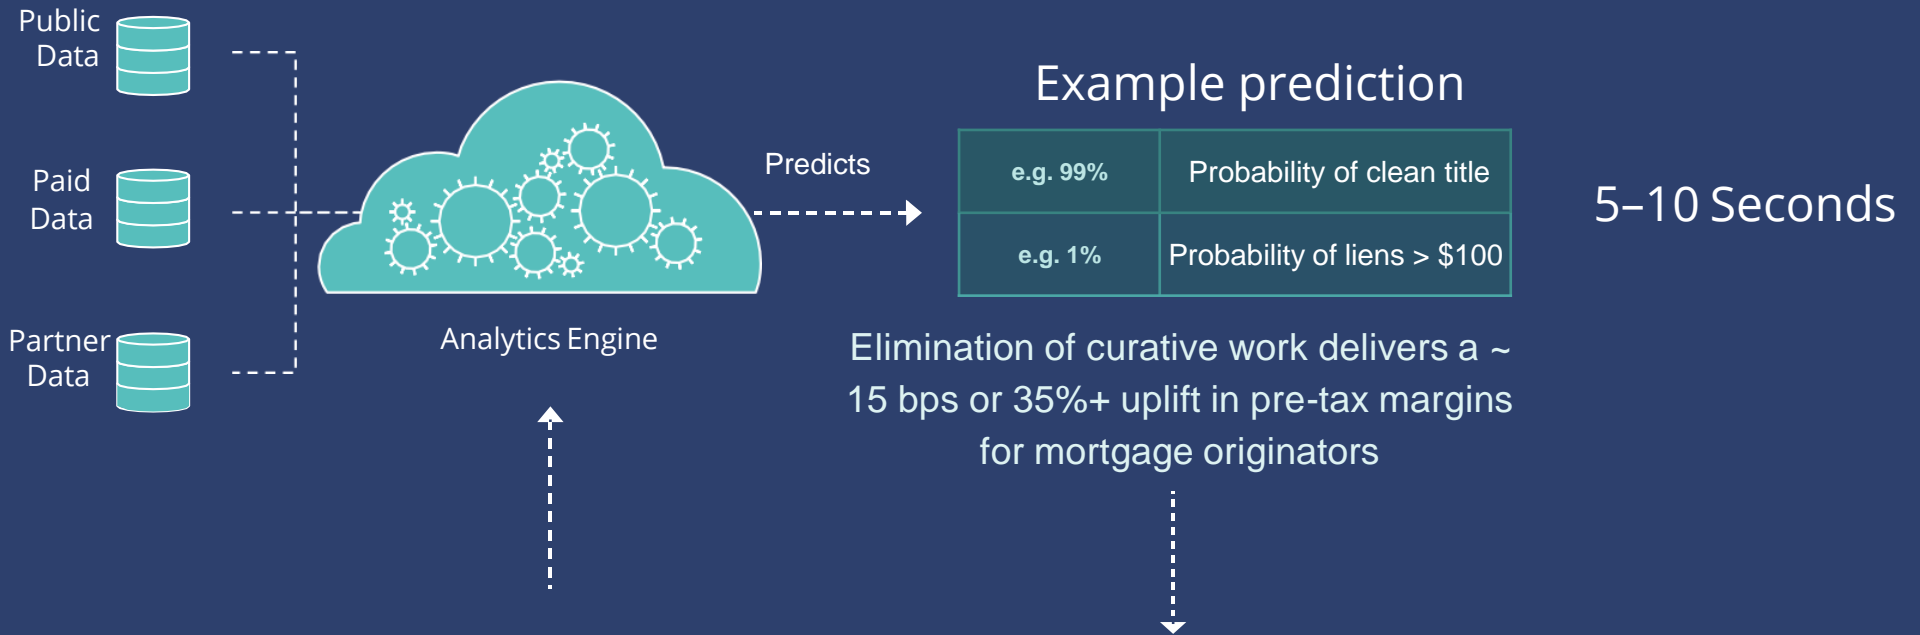 Public
Data
Paid
Data
Partner
Data
Analytics Engine
Predicts
Example prediction
e.g. 99% Probability of clean title
e.g. 1% Probability of liens > $100
5–10 Seconds
Elimination of curative work delivers a ~
15 bps or 35%+ uplift in pre-tax margins
for mortgage originators